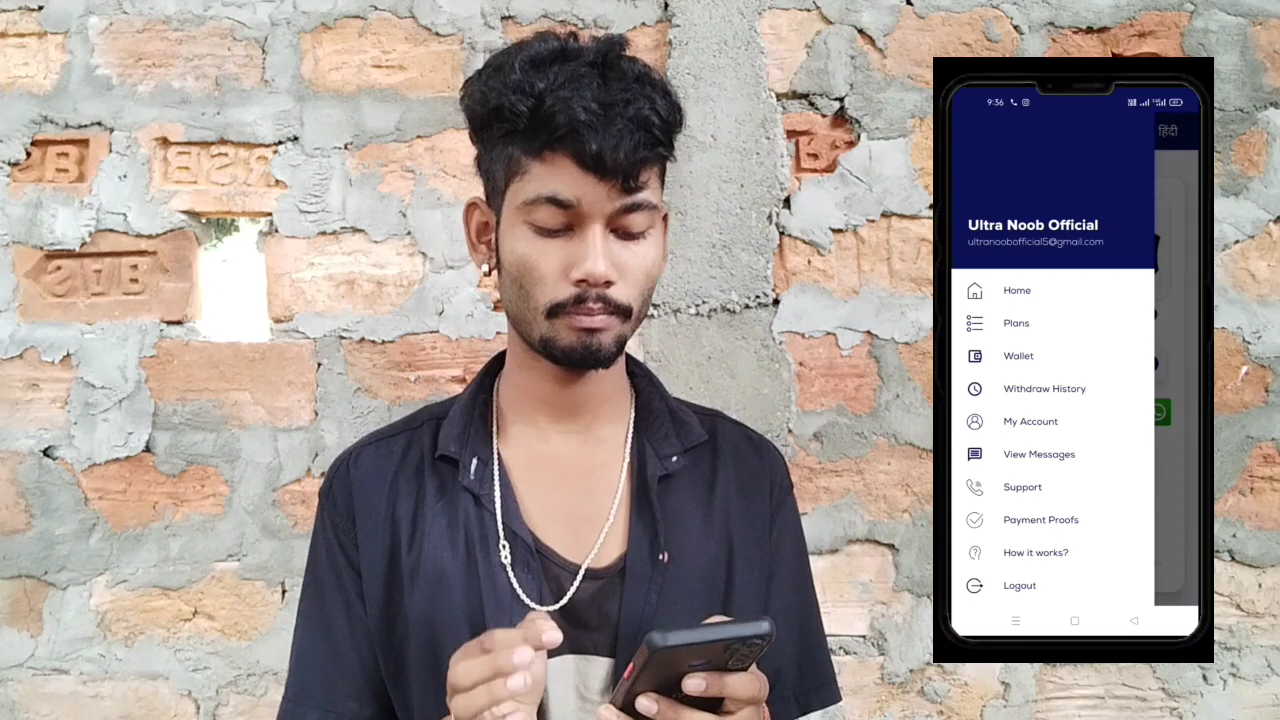 9:36
हिंदी
Ultra Noob Official
ultranoobofficial5@gmail.com
Home
Plans
Wallet
Withdraw History
My Account
View Messages
Support
Payment Proofs
How it works?
Logout